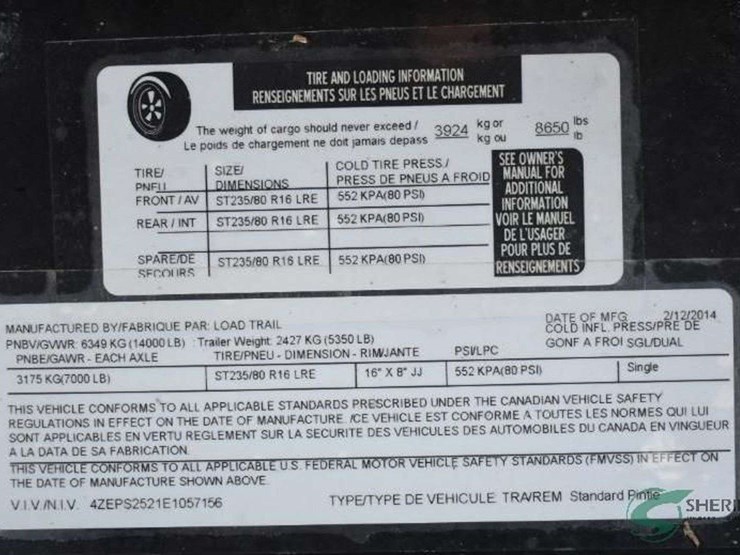 TIRE AND LOADING INFORMATION
RENSEIGNEMENTS SUR LES PNEUS ET LE CHARGEMENT
The weight of cargo should never exceed / 3924 kg or 8650 lbs
Le poids de chargement ne doit jamais depass kg ou lb
TIRE/ SIZE/ COLD TIRE PRESS./
PNEU DIMENSIONS PRESS DE PNEUS A FROID
FRONT / AV ST235/80 R16 LRE 552 KPA(80 PSI)
REAR / INT ST235/80 R16 LRE 552 KPA(80 PSI)
SPARE/DE ST235/80 R16 LRE 552 KPA(80 PSI)
SECOURS
SEE OWNER'S
MANUAL FOR
ADDITIONAL
INFORMATION
VOIR LE MANUEL
DE L'USAGER
POUR PLUS DE
RENSEIGNEMENTS
MANUFACTURED BY/FABRIQUE PAR: LOAD TRAIL DATE OF MFG 2/12/2014
PNBV/GVWR: 6349 KG (14000 LB) Trailer Weight: 2427 KG (5350 LB) COLD INFL. PRESS/PRE DE
PNBE/GAWR - EACH AXLE TIRE/PNEU - DIMENSION - RIM/JANTE PSI/LPC GONF A FROI SGL/DUAL
3175 KG(7000 LB) ST235/80 R16 LRE 16" X 8" JJ 552 KPA(80 PSI) Single
THIS VEHICLE CONFORMS TO ALL APPLICABLE STANDARDS PRESCRIBED UNDER THE CANADIAN VEHICLE SAFETY
REGULATIONS IN EFFECT ON THE DATE OF MANUFACTURE. /CE VEHICLE EST CONFORME A TOUTES LES NORMES QUI LUI
SONT APPLICABLES EN VERTU REGLEMENT SUR LA SECURITE DES VEHICULES DES AUTOMOBILES DU CANADA EN VINGUEUR
A LA DATA DE SA FABRICATION.
THIS VEHICLE CONFORMS TO ALL APPLICABLE U.S. FEDERAL MOTOR VEHICLE SAFETY STANDARDS (FMVSS) IN EFFECT ON
THE DATE OF MANUFACTURE SHOWN ABOVE.
V.I.V./N.I.V. 4ZEPS2521E1057156 TYPE/TYPE DE VEHICULE: TRA/REM Standard Pintle
SHERI